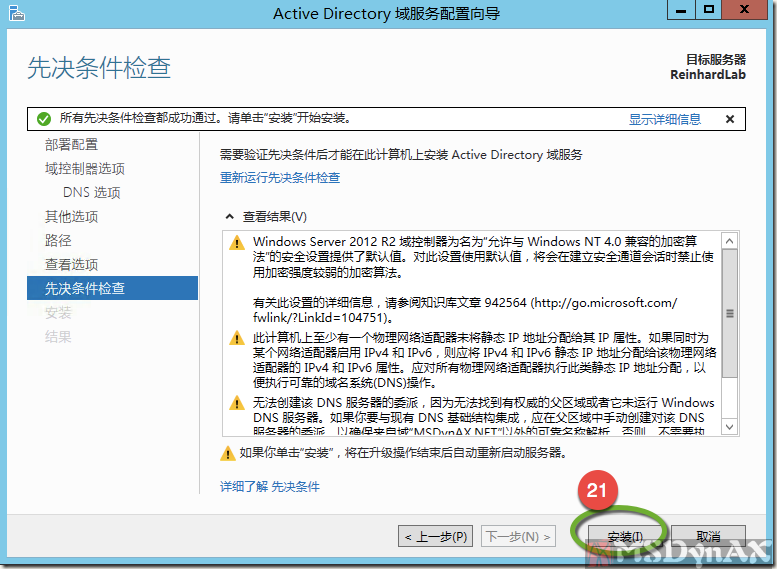 Active Directory 域服务配置向导
先决条件检查
目标服务器
ReinhardLab
所有先决条件检查都成功通过。请单击"安装"开始安装。
显示详细信息
部署配置
域控制器选项
DNS 选项
其他选项
路径
查看选项
先决条件检查
安装
结果
需要验证先决条件后才能在此计算机上安装 Active Directory 域服务
重新运行先决条件检查
查看结果(V)
Windows Server 2012 R2 域控制器为名为"允许与 Windows NT 4.0 兼容的加密算
法"的安全设置提供了默认值。对此设置使用默认值，将会在建立安全通道会话时禁止使
用加密强度较弱的加密算法。
有关此设置的详细信息，请参阅知识库文章 942564 (http://go.microsoft.com/
fwlink/?LinkId=104751)。
此计算机上至少有一个物理网络适配器未将静态 IP 地址分配给其 IP 属性。如果同时为
某个网络适配器启用 IPv4 和 IPv6，则应将 IPv4 和 IPv6 静态 IP 地址分配给该物理网络
适配器的 IPv4 和 IPv6 属性。应对所有物理网络适配器执行此类静态 IP 地址分配，以
便执行可靠的域名系统(DNS)操作。
无法创建该 DNS 服务器的委派，因为无法找到有权威的父区域或者它未运行 Windows
DNS 服务器。如果你要与现有 DNS 基础结构集成，应在父区域中手动创建对该 DNS
服务器的委派，以确保来自域"MSDynAX.NET"以外的可靠名称解析。否则，不需要执
如果你单击"安装"，将在升级操作结束后自动重新启动服务器。
详细了解 先决条件
21
< 上一步(P)
下一步(N) >
安装(I)
取消
MSDynAX